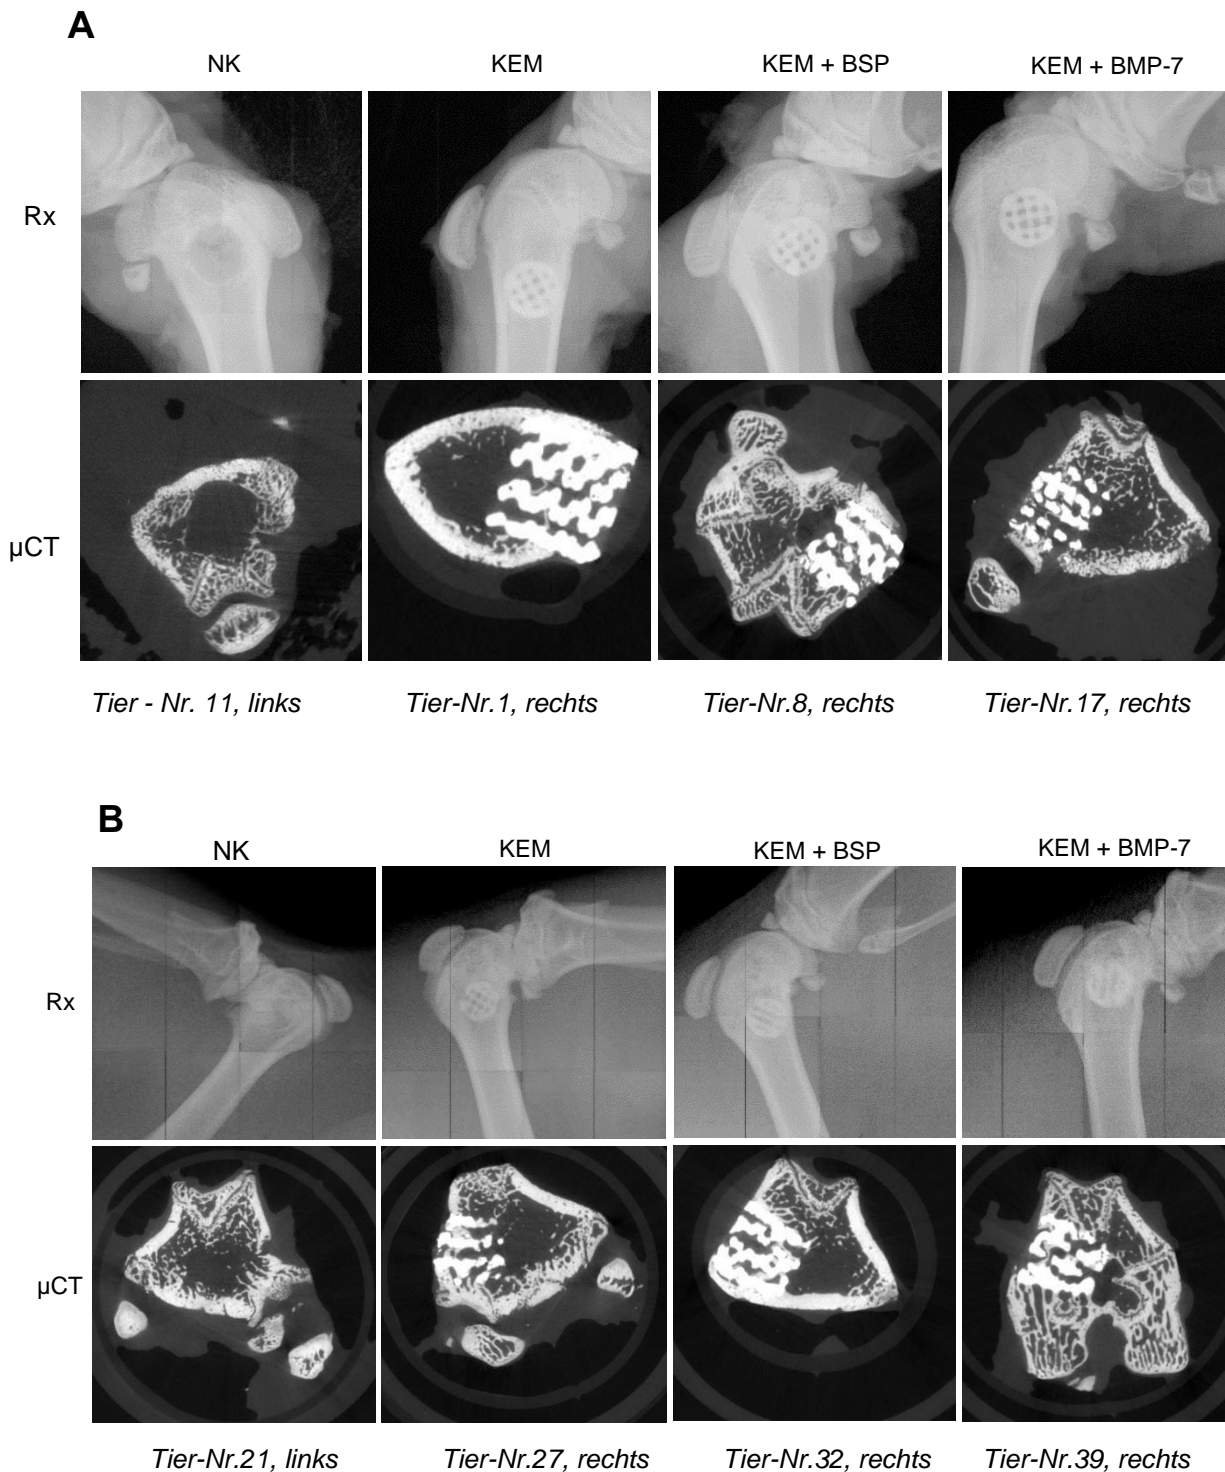 A
NK KEM KEM + BSP KEM + BMP-7
Rx
µCT
Tier - Nr. 11, links Tier-Nr.1, rechts Tier-Nr.8, rechts Tier-Nr.17, rechts
B
NK KEM KEM + BSP KEM + BMP-7
Rx
µCT
Tier-Nr.21, links Tier-Nr.27, rechts Tier-Nr.32, rechts Tier-Nr.39, rechts